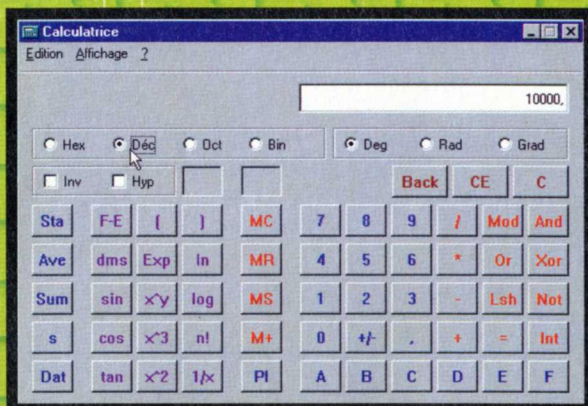 Calculatrice
Edition Affichage ?
10000,
Hex Déc Oct Bin Deg Rad Grad
Inv Hyp Back CE C
Sta F-E ( ) MC 7 8 9 / Mod And
Ave dms Exp ln MR 4 5 6 * Or Xor
Sum sin x^y log MS 1 2 3 - Lsh Not
s cos x^3 n! M+ 0 +/- , + = Int
Dat tan x^2 1/x PI A B C D E F